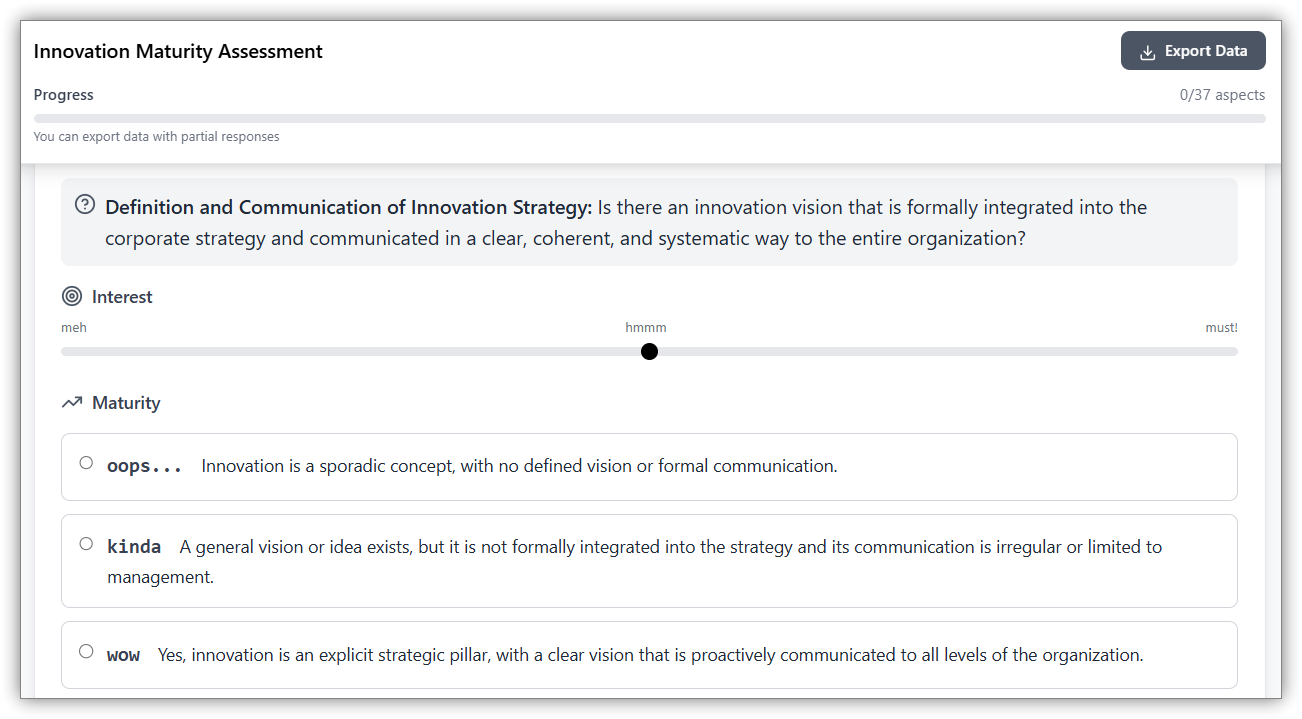 Innovation Maturity Assessment
Export Data
Progress
0/37 aspects
You can export data with partial responses
Definition and Communication of Innovation Strategy: Is there an innovation vision that is formally integrated into the
corporate strategy and communicated in a clear, coherent, and systematic way to the entire organization?
Interest
meh hmmm must!
Maturity
oops... Innovation is a sporadic concept, with no defined vision or formal communication.
kinda A general vision or idea exists, but it is not formally integrated into the strategy and its communication is irregular or limited to
management.
wow Yes, innovation is an explicit strategic pillar, with a clear vision that is proactively communicated to all levels of the organization.